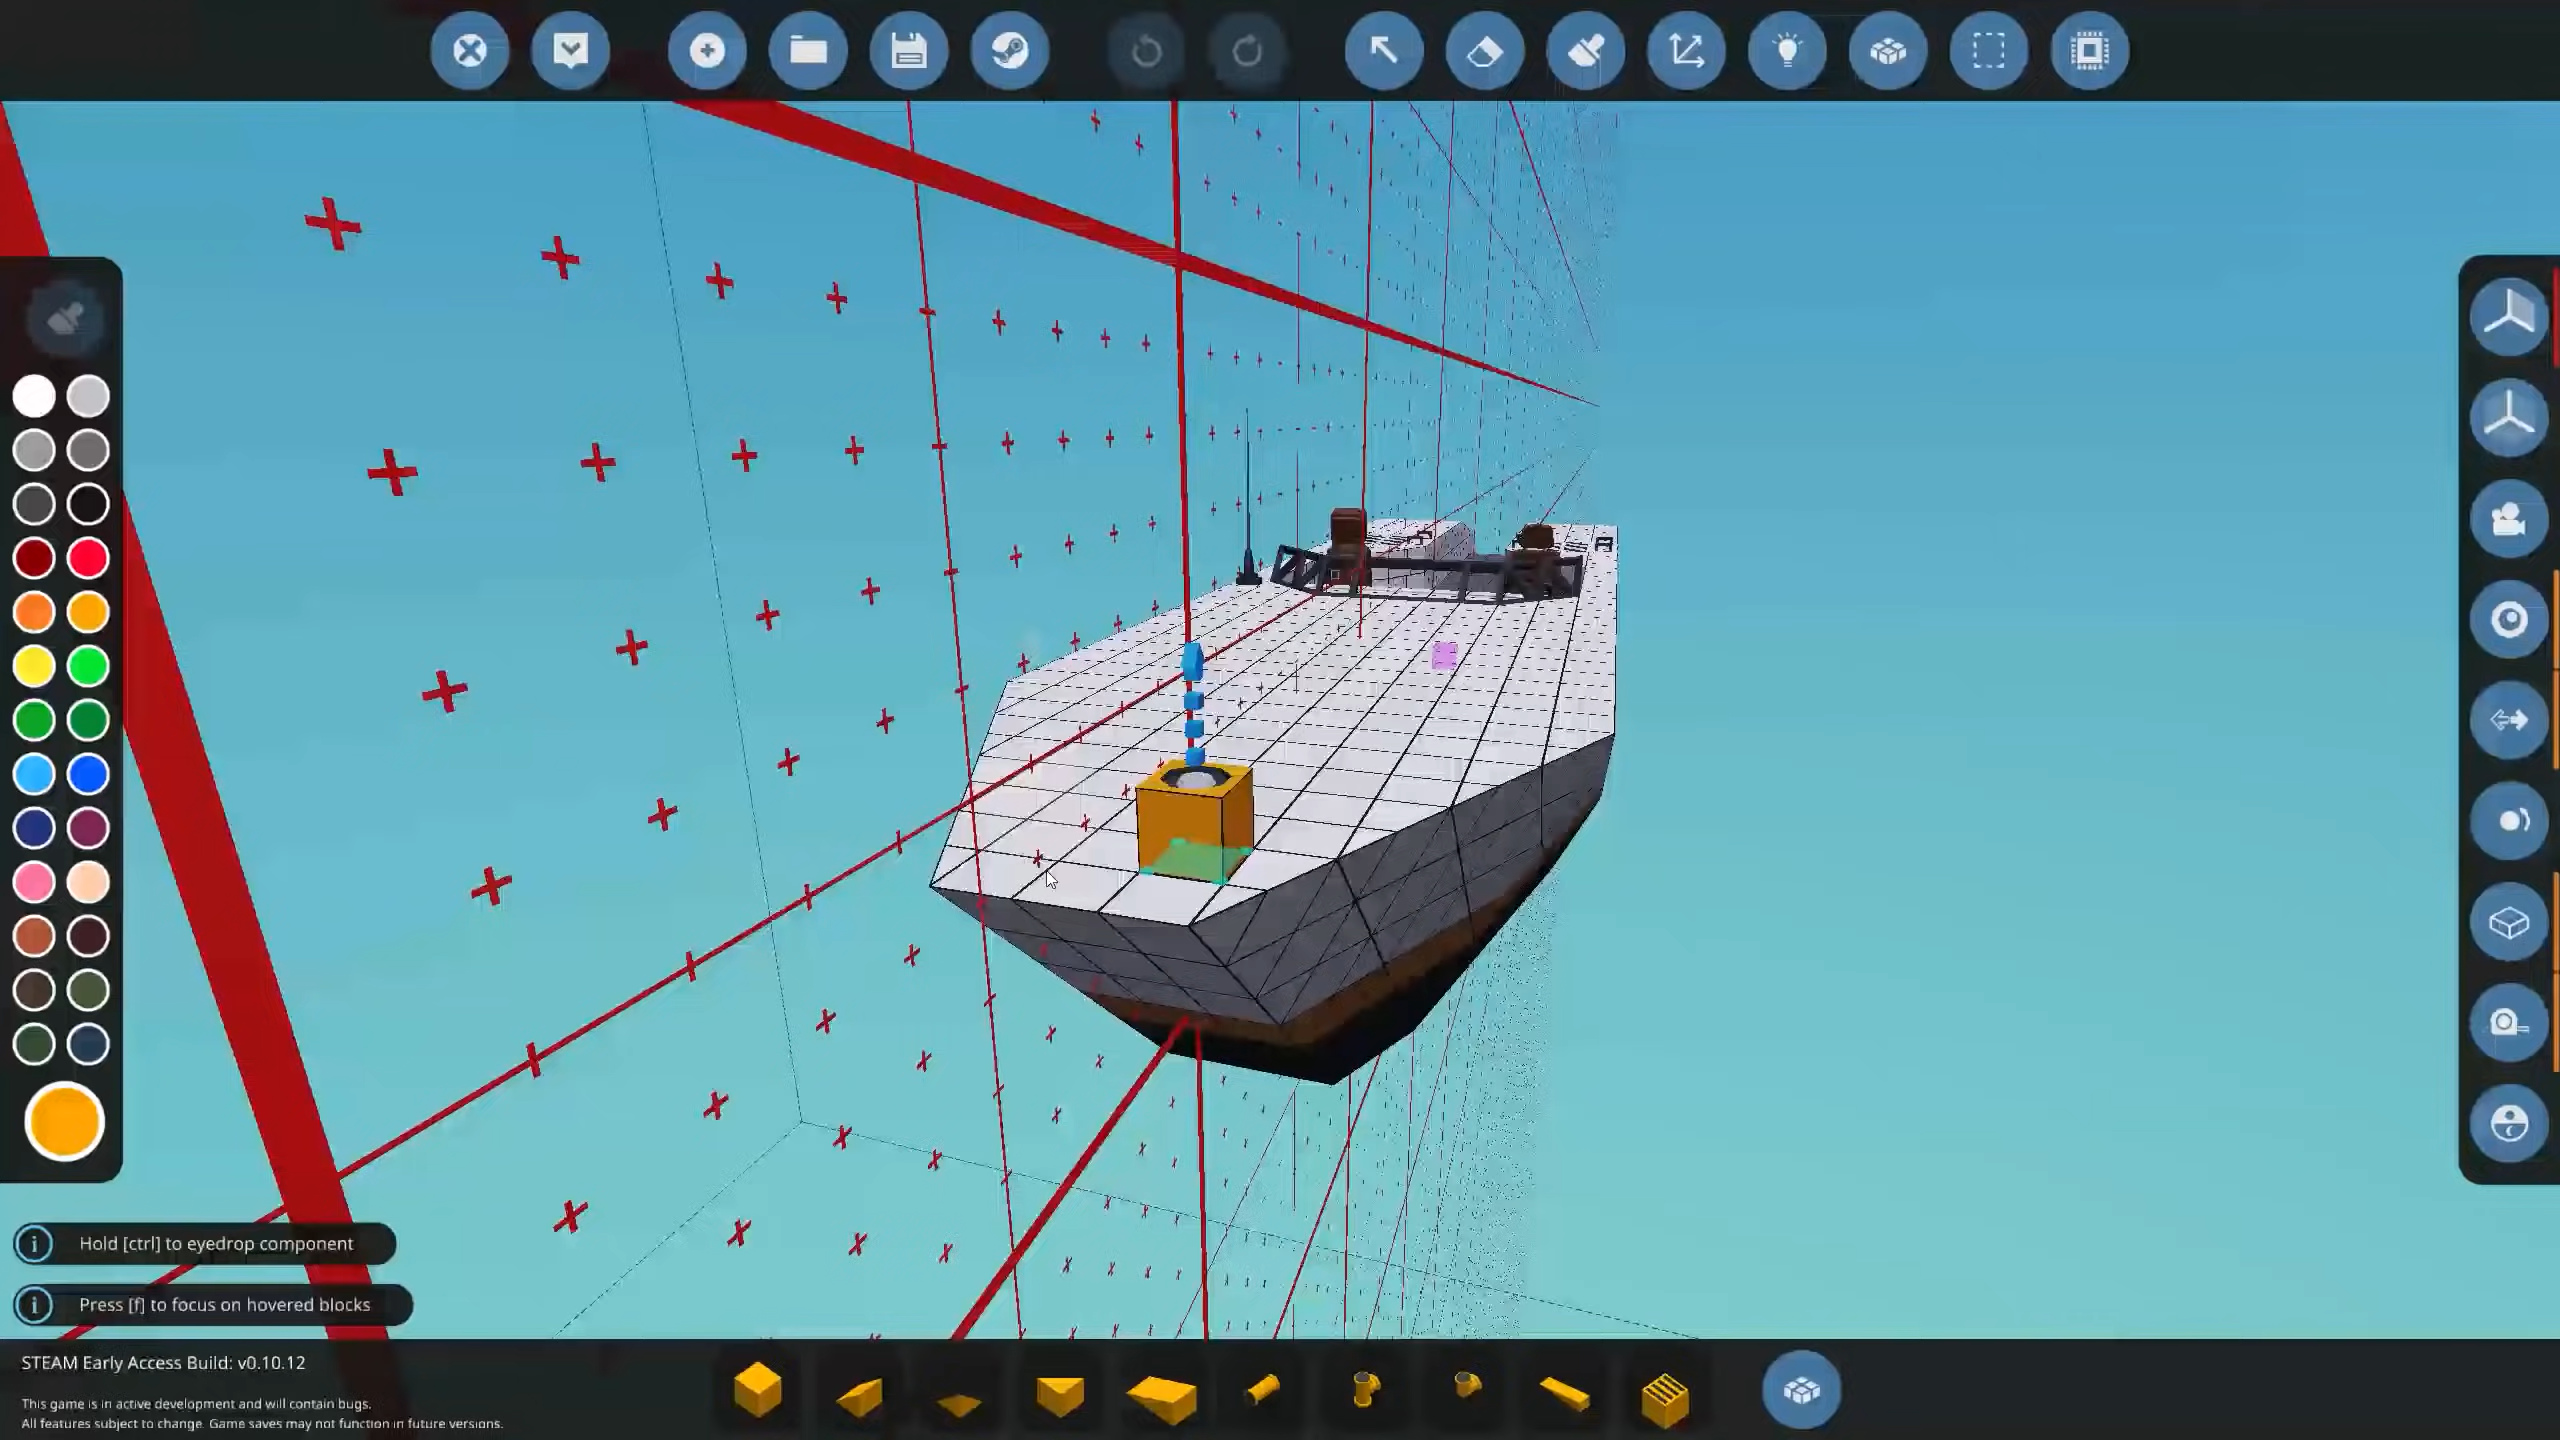 Hold [ctrl] to eyedrop component
Press [f] to focus on hovered blocks
STEAM Early Access Build: v0.10.12
This game is in active development and will contain bugs.
All features subject to change. Game saves may not function in future versions.